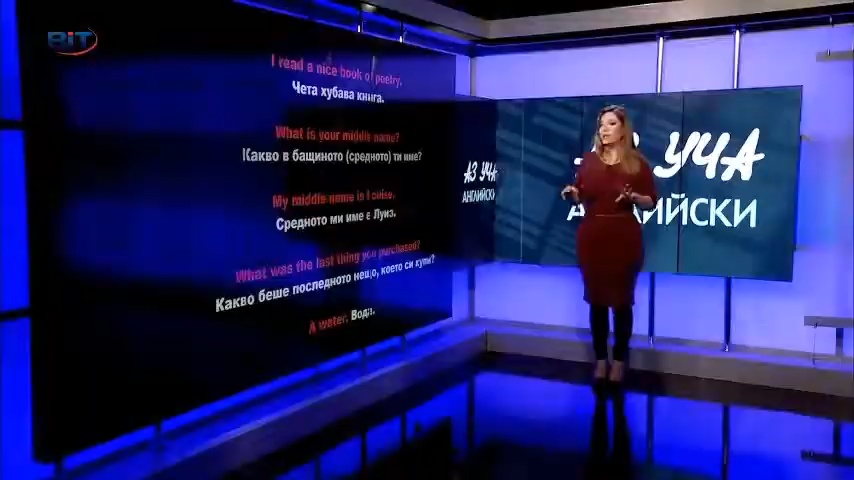 BiT
I read a nice book of poetry.
Чета хубава книга.
What is your middle name?
Какво в бащиното (средното) ти име?
My middle name is Louise.
Средното ми име е Луиз.
What was the last thing you purchased?
Какво беше последното нещо, което си купи?
A water. Вода.
АЗ УЧА
АНГЛИЙСКИ
УЧА
АНГЛИЙСКИ